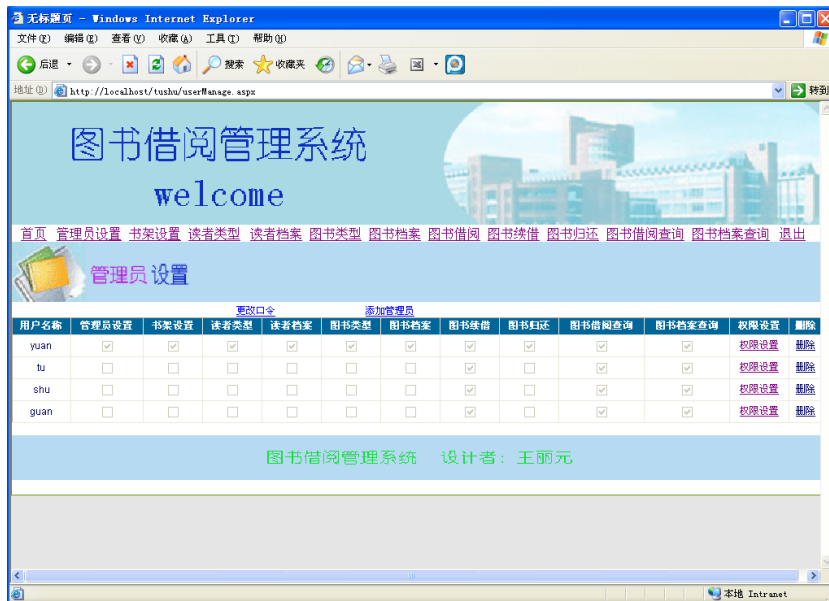 无标题页 - Windows Internet Explorer
文件(F) 编辑(E) 查看(V) 收藏(A) 工具(T) 帮助(H)
后退 搜索 收藏夹
地址(D) http://localhost/tushu/userManage.aspx 转到
图书借阅管理系统
welcome
首页 管理员设置 书架设置 读者类型 读者档案 图书类型 图书档案 图书借阅 图书续借 图书归还 图书借阅查询 图书档案查询 退出
管理员设置
更改口令 添加管理员
用户名称 管理员设置 书架设置 读者类型 读者档案 图书类型 图书档案 图书续借 图书归还 图书借阅查询 图书档案查询 权限设置 删除
yuan 权限设置 删除
tu 权限设置 删除
shu 权限设置 删除
guan 权限设置 删除
图书借阅管理系统 设计者：王丽元
本地 Intranet